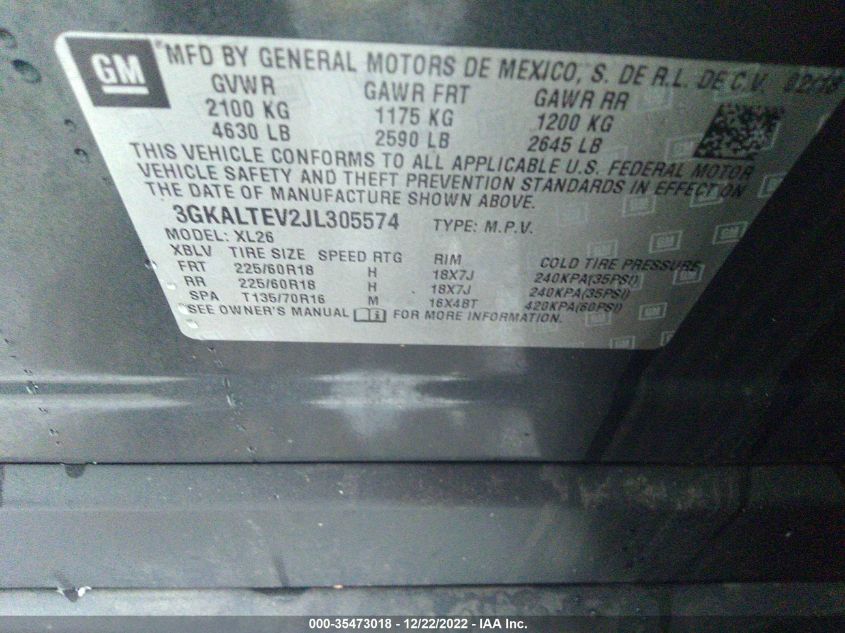 GM MFD BY GENERAL MOTORS DE MEXICO, S. DE R.L. DE C.V. 02/18
GVWR GAWR FRT GAWR RR
2100 KG 1175 KG 1200 KG
4630 LB 2590 LB 2645 LB
THIS VEHICLE CONFORMS TO ALL APPLICABLE U.S. FEDERAL MOTOR
VEHICLE SAFETY AND THEFT PREVENTION STANDARDS IN EFFECT ON
THE DATE OF MANUFACTURE SHOWN ABOVE.
3GKALTEV2JL305574 TYPE: M.P.V.
MODEL: XL26
XBLV TIRE SIZE SPEED RTG RIM COLD TIRE PRESSURE
FRT 225/60R18 H 18X7J 240KPA(35PSI)
RR 225/60R18 H 18X7J 240KPA(35PSI)
SPA T135/70R16 M 16X4BT 420KPA(60PSI)
SEE OWNER'S MANUAL FOR MORE INFORMATION.
000-35473018 - 12/22/2022 - IAA Inc.